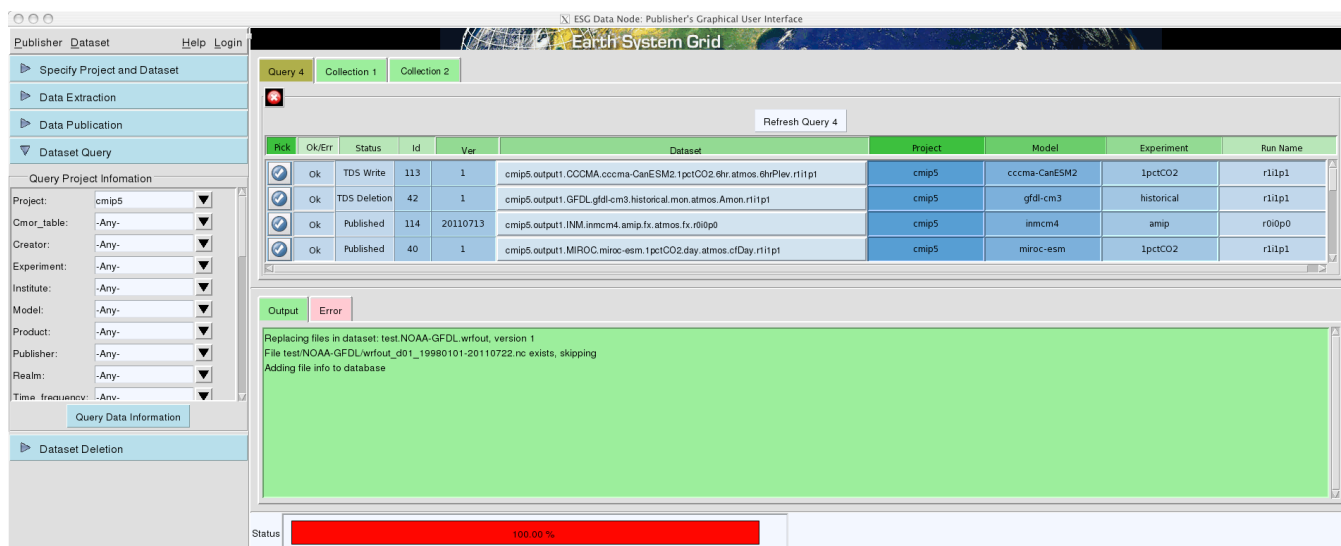 ESG Data Node: Publisher's Graphical User Interface
Publisher Dataset Help Login
Earth System Grid
Specify Project and Dataset
Data Extraction
Data Publication
Dataset Query
Query Project Infomation
Project: cmip5
Cmor_table: -Any-
Creator: -Any-
Experiment: -Any-
Institute: -Any-
Model: -Any-
Product: -Any-
Publisher: -Any-
Realm: -Any-
Time_frequency: -Any-
Query Data Information
Dataset Deletion
Query 4 Collection 1 Collection 2
Refresh Query 4
Pick Ok/Err Status Id Ver Dataset Project Model Experiment Run Name
Ok TDS Write 113 1 cmip5.output1.CCCMA.cccma-CanESM2.1pctCO2.6hr.atmos.6hrPlev.r1i1p1 cmip5 cccma-CanESM2 1pctCO2 r1i1p1
Ok TDS Deletion 42 1 cmip5.output1.GFDL.gfdl-cm3.historical.mon.atmos.Amon.r1i1p1 cmip5 gfdl-cm3 historical r1i1p1
Ok Published 114 20110713 cmip5.output1.INM.inmcm4.amip.fx.atmos.fx.r0i0p0 cmip5 inmcm4 amip r0i0p0
Ok Published 40 1 cmip5.output1.MIROC.miroc-esm.1pctCO2.day.atmos.cfDay.r1i1p1 cmip5 miroc-esm 1pctCO2 r1i1p1
Output Error
Replacing files in dataset: test.NOAA-GFDL.wrfout, version 1
File test/NOAA-GFDL/wrfout_d01_19980101-20110722.nc exists, skipping
Adding file info to database
Status 100.00 %